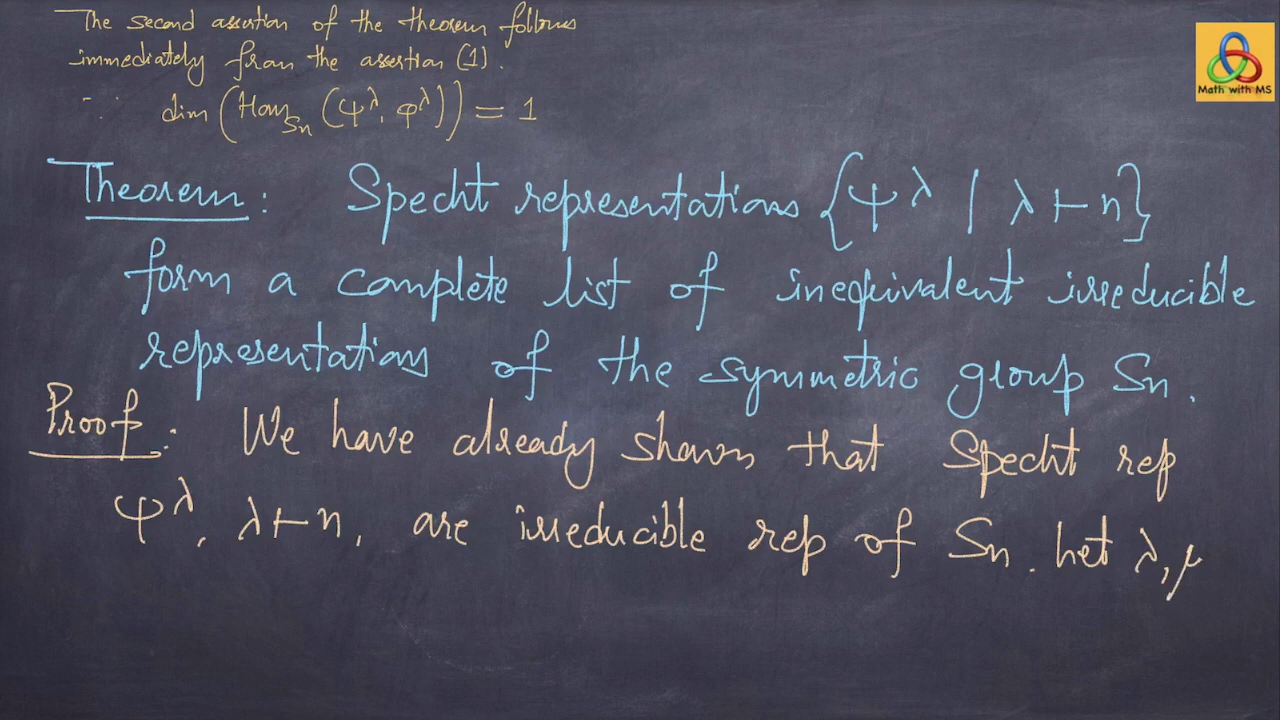 The second assertion of the theorem follows
immediately from the assertion (1).
∵ dim (Hom_{Sn} (ψ^λ, φ^λ)) = 1
Math with MS
Theorem: Specht representations {ψ^λ | λ ⊢ n}
form a complete list of inequivalent irreducible
representations of the symmetric group Sn.
Proof: We have already shown that Specht rep
ψ^λ, λ ⊢ n, are irreducible rep of Sn. Let λ, μ